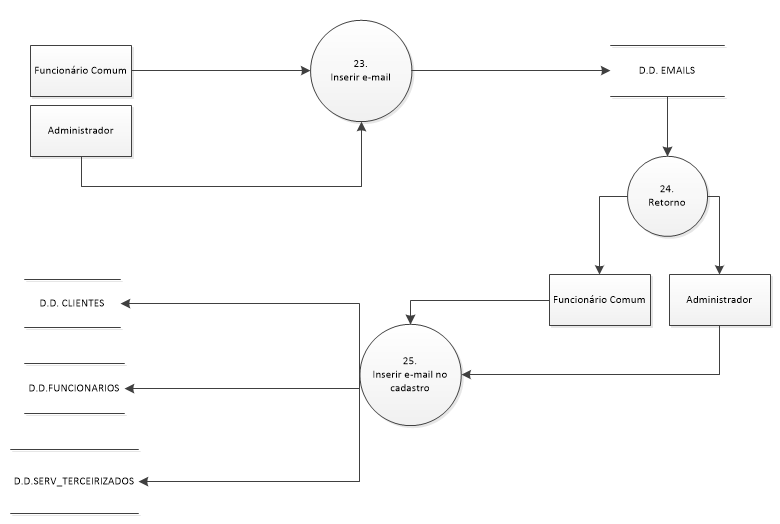 23.
Inserir e-mail
Funcionário Comum
D.D. EMAILS
Administrador
24.
Retorno
Funcionário Comum
Administrador
D.D. CLIENTES
25.
Inserir e-mail no
cadastro
D.D.FUNCIONARIOS
D.D.SERV_TERCEIRIZADOS